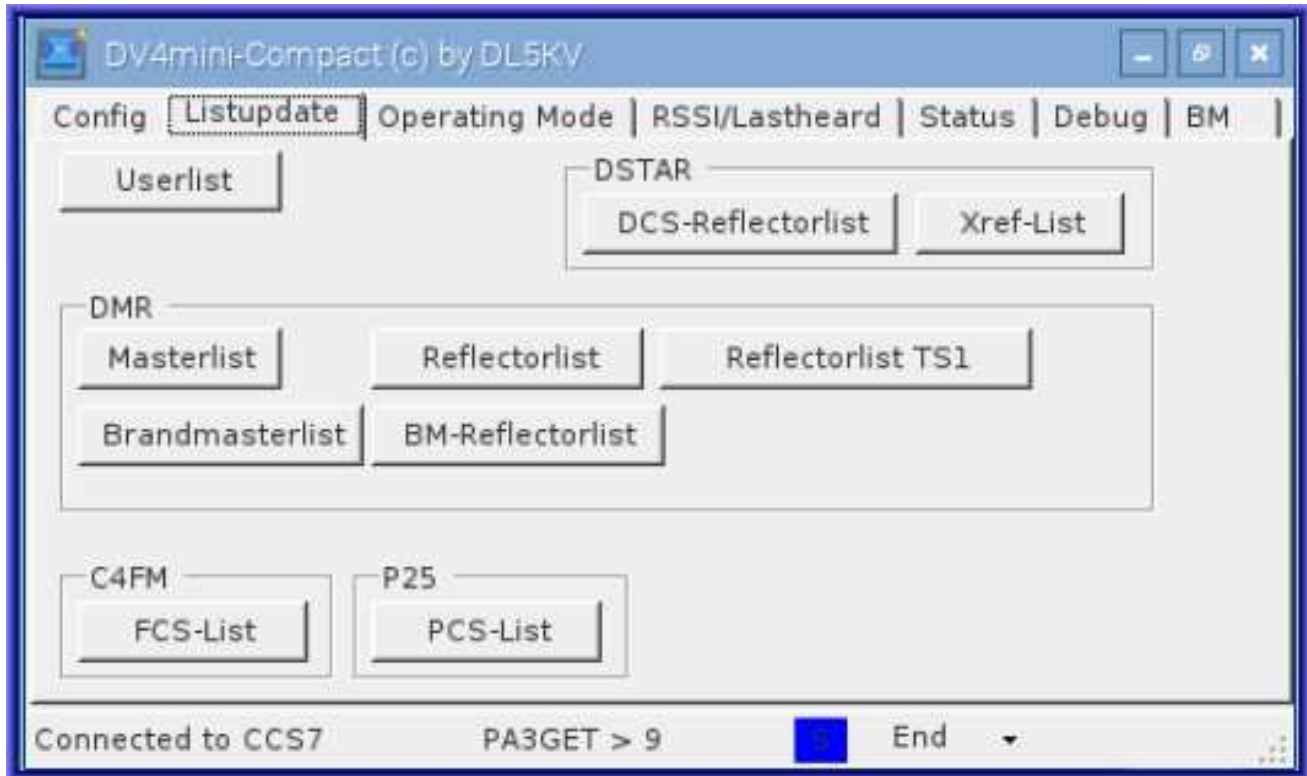 DV4mini-Compact (c) by DL5KV
Config Listupdate Operating Mode RSSI/Lastheard Status Debug BM
Userlist
DSTAR
DCS-Reflectorlist Xref-List
DMR
Masterlist Reflectorlist Reflectorlist TS1
Brandmasterlist BM-Reflectorlist
C4FM P25
FCS-List PCS-List
Connected to CCS7 PA3GET > 9 End